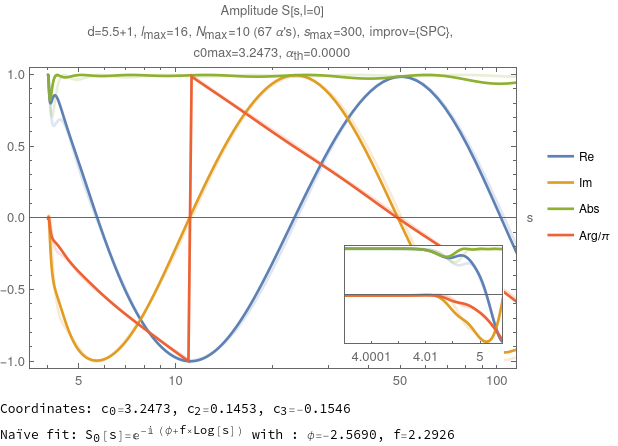 Amplitude S[s,l=0]
d=5.5+1, lmax=16, Nmax=10 (67 α's), smax=300, improv={SPC},
c0max=3.2473, αth=0.0000
1.0
0.5
0.0
−0.5
−1.0
5
10
50
100
s
Re
Im
Abs
Arg/π
4.0001
4.01
5
Coordinates: c0=3.2473, c2=0.1453, c3=−0.1546
Naïve fit: S0[s]=e^-i (ϕ+f×Log[s]) with : ϕ=−2.5690, f=2.2926